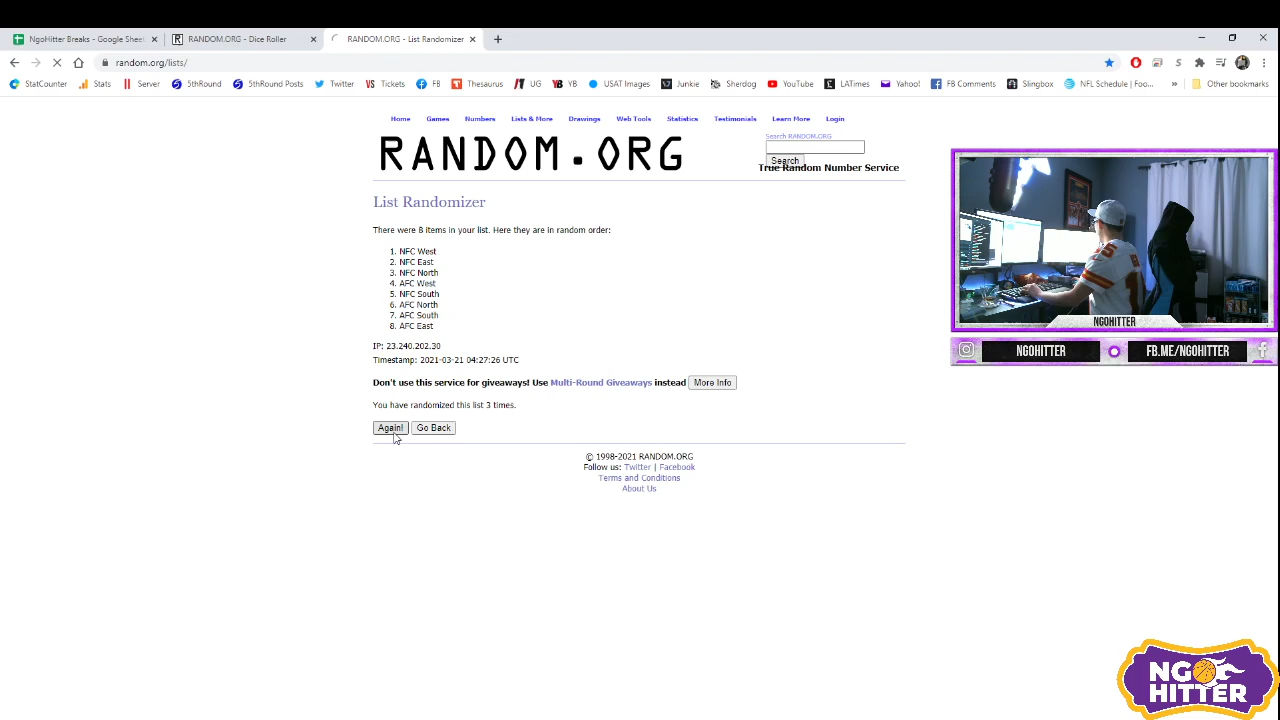 NgoHitter Breaks - Google Sheet
RANDOM.ORG - Dice Roller
RANDOM.ORG - List Randomizer
random.org/lists/
StatCounter
Stats
Server
5thRound
5thRound Posts
Twitter
Tickets
FB
Thesaurus
UG
YB
USAT Images
Junkie
Sherdog
YouTube
LATimes
Yahoo!
FB Comments
Slingbox
NFL Schedule | Foo...
»
Other bookmarks
Home Games Numbers Lists & More Drawings Web Tools Statistics Testimonials Learn More Login
RANDOM.ORG
Search RANDOM.ORG
Search
True Random Number Service
List Randomizer
There were 8 items in your list. Here they are in random order:
1. NFC West
2. NFC East
3. NFC North
4. AFC West
5. NFC South
6. AFC North
7. AFC South
8. AFC East
IP: 23.240.202.30
Timestamp: 2021-03-21 04:27:26 UTC
Don't use this service for giveaways! Use Multi-Round Giveaways instead More Info
You have randomized this list 3 times.
Again! Go Back
© 1998-2021 RANDOM.ORG
Follow us: Twitter | Facebook
Terms and Conditions
About Us
NGOHITTER
NGOHITTER
FB.ME/NGOHITTER
NGO
HITTER